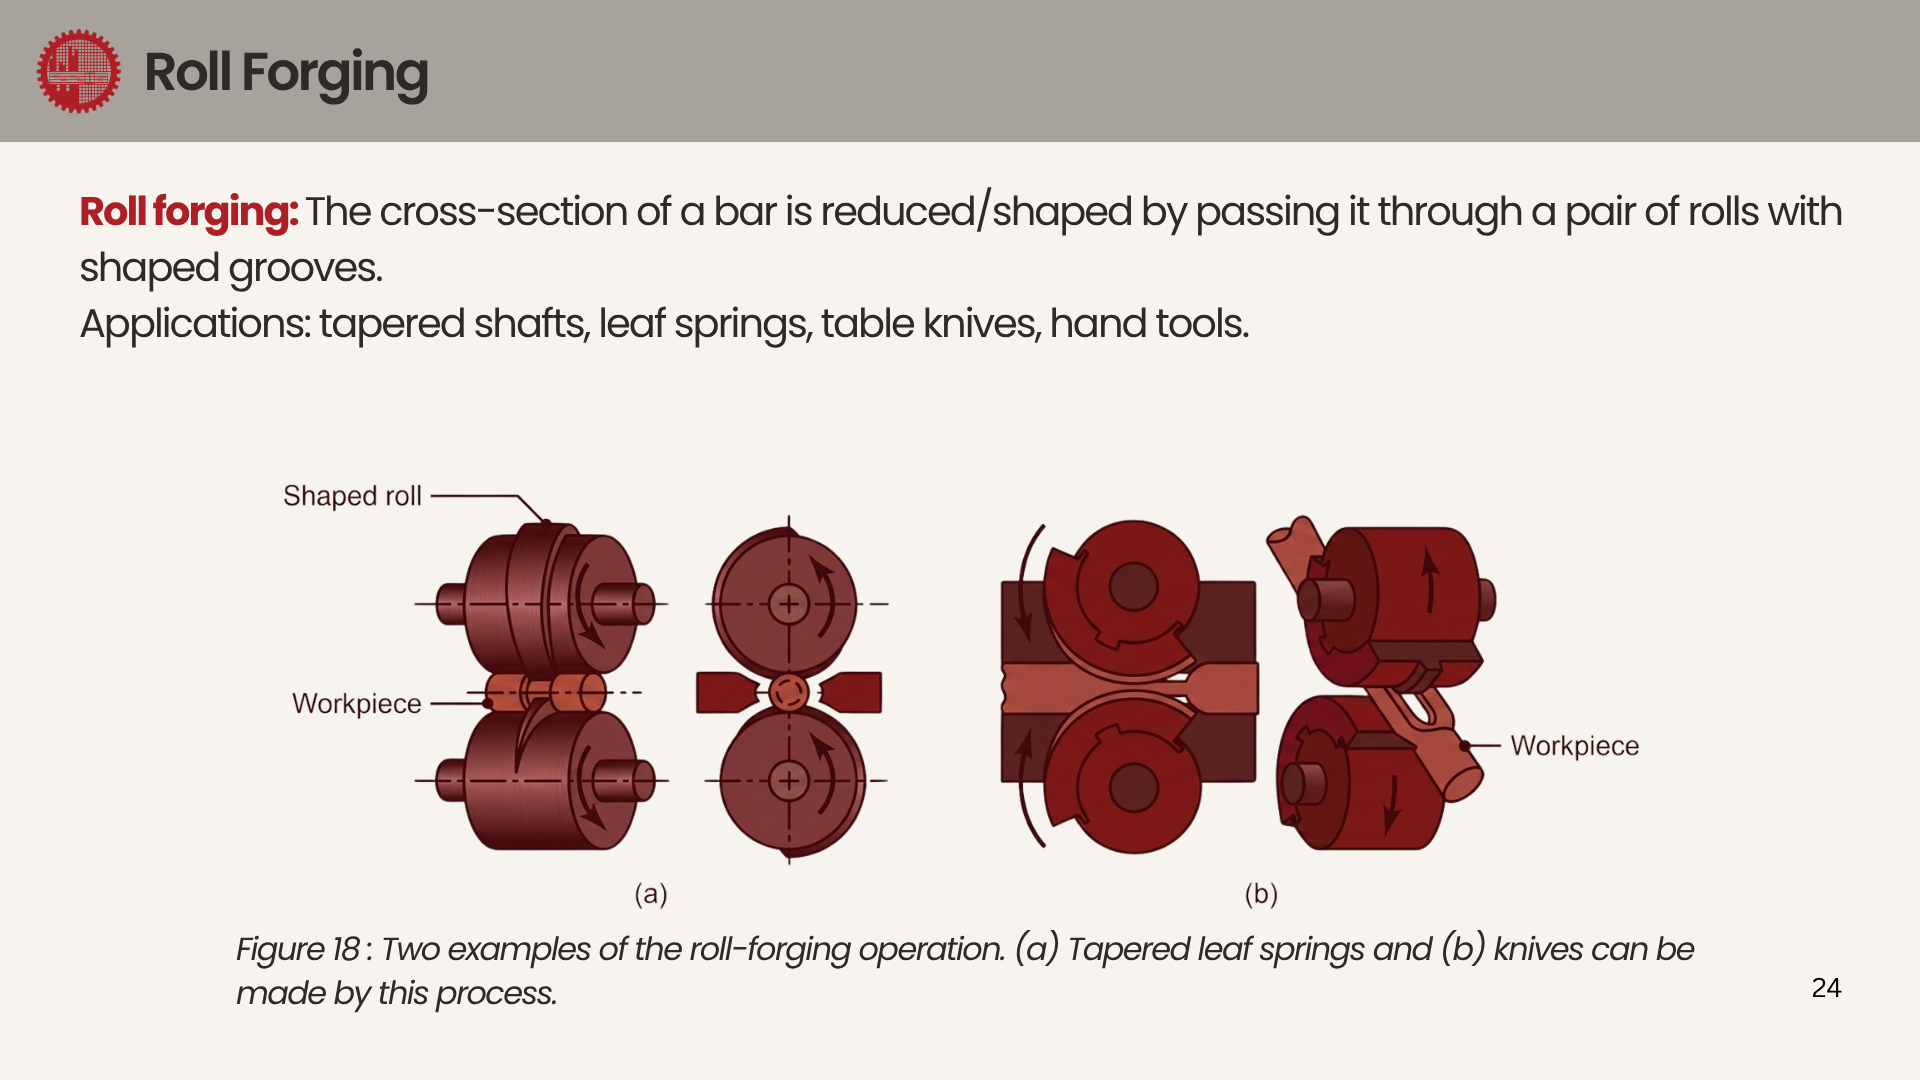 Roll Forging
Roll forging: The cross-section of a bar is reduced/shaped by passing it through a pair of rolls with
shaped grooves.
Applications: tapered shafts, leaf springs, table knives, hand tools.
Shaped roll
Workpiece
Workpiece
(a)
(b)
Figure 18 : Two examples of the roll-forging operation. (a) Tapered leaf springs and (b) knives can be
made by this process.
24